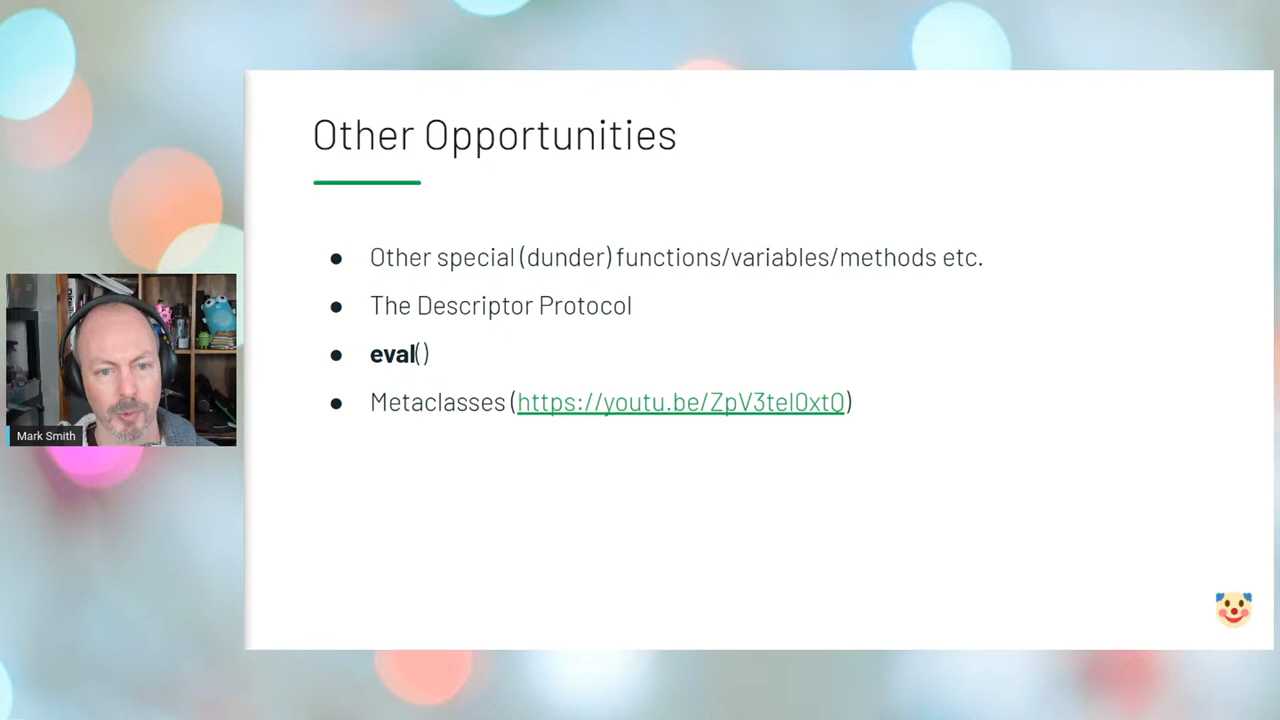 Other Opportunities
Other special (dunder) functions/variables/methods etc.
The Descriptor Protocol
eval()
Metaclasses (https://youtu.be/ZpV3tel0xtQ)
Mark Smith